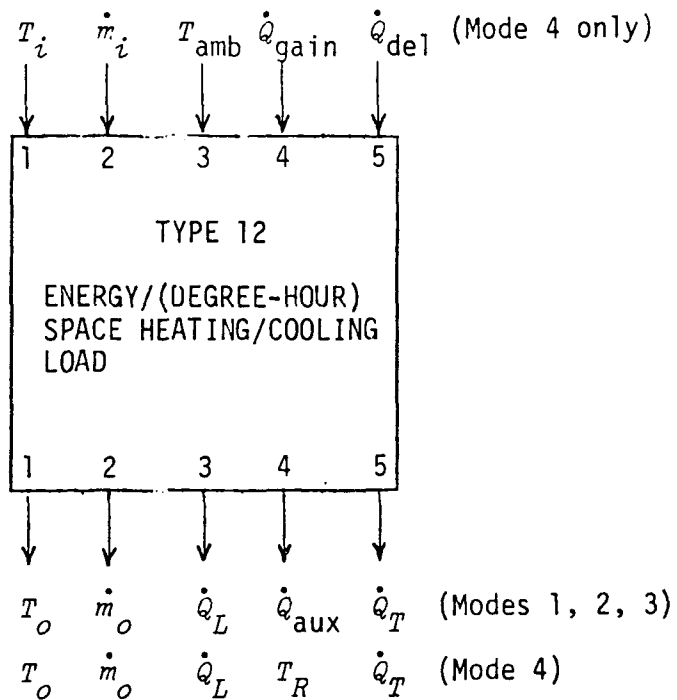 Tᵢ ṁᵢ T_amb Q̇_gain Q̇_del (Mode 4 only)
1 2 3 4 5
TYPE 12
ENERGY/(DEGREE-HOUR)
SPACE HEATING/COOLING
LOAD
1 2 3 4 5
T_o ṁ_o Q̇_L Q̇_aux Q̇_T (Modes 1, 2, 3)
T_o ṁ_o Q̇_L T_R Q̇_T (Mode 4)